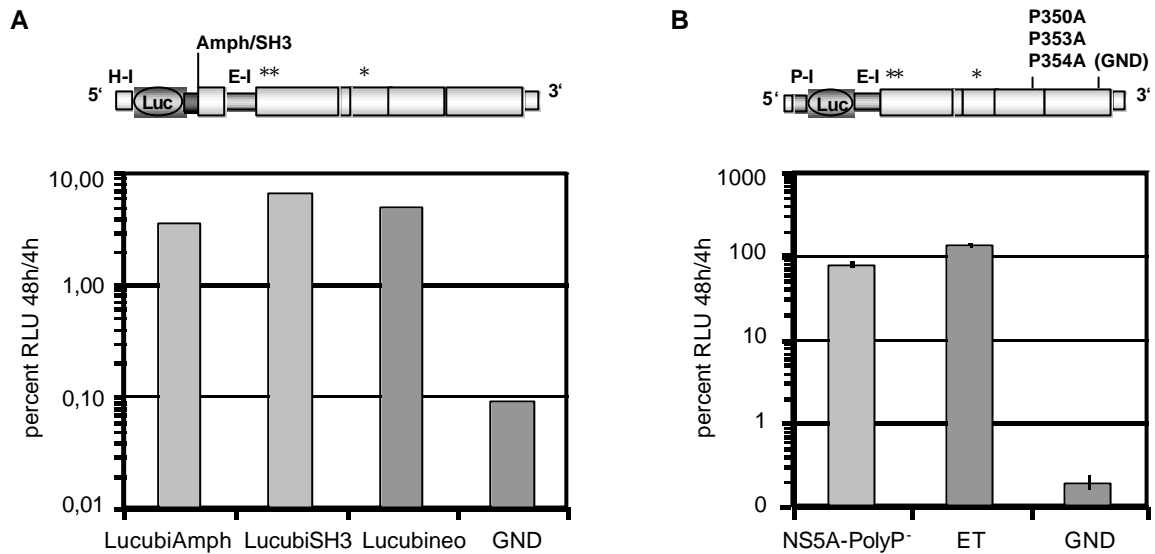 A
Amph/SH3
H-I
E-I
**
*
5‘
Luc
3‘
percent RLU 48h/4h
10,00
1,00
0,10
0,01
LucubiAmph LucubiSH3 Lucubineo GND
B
P350A
P353A
P354A (GND)
P-I
E-I
**
*
5‘
Luc
3‘
percent RLU 48h/4h
1000
100
10
1
0
NS5A-PolyP⁻ ET GND